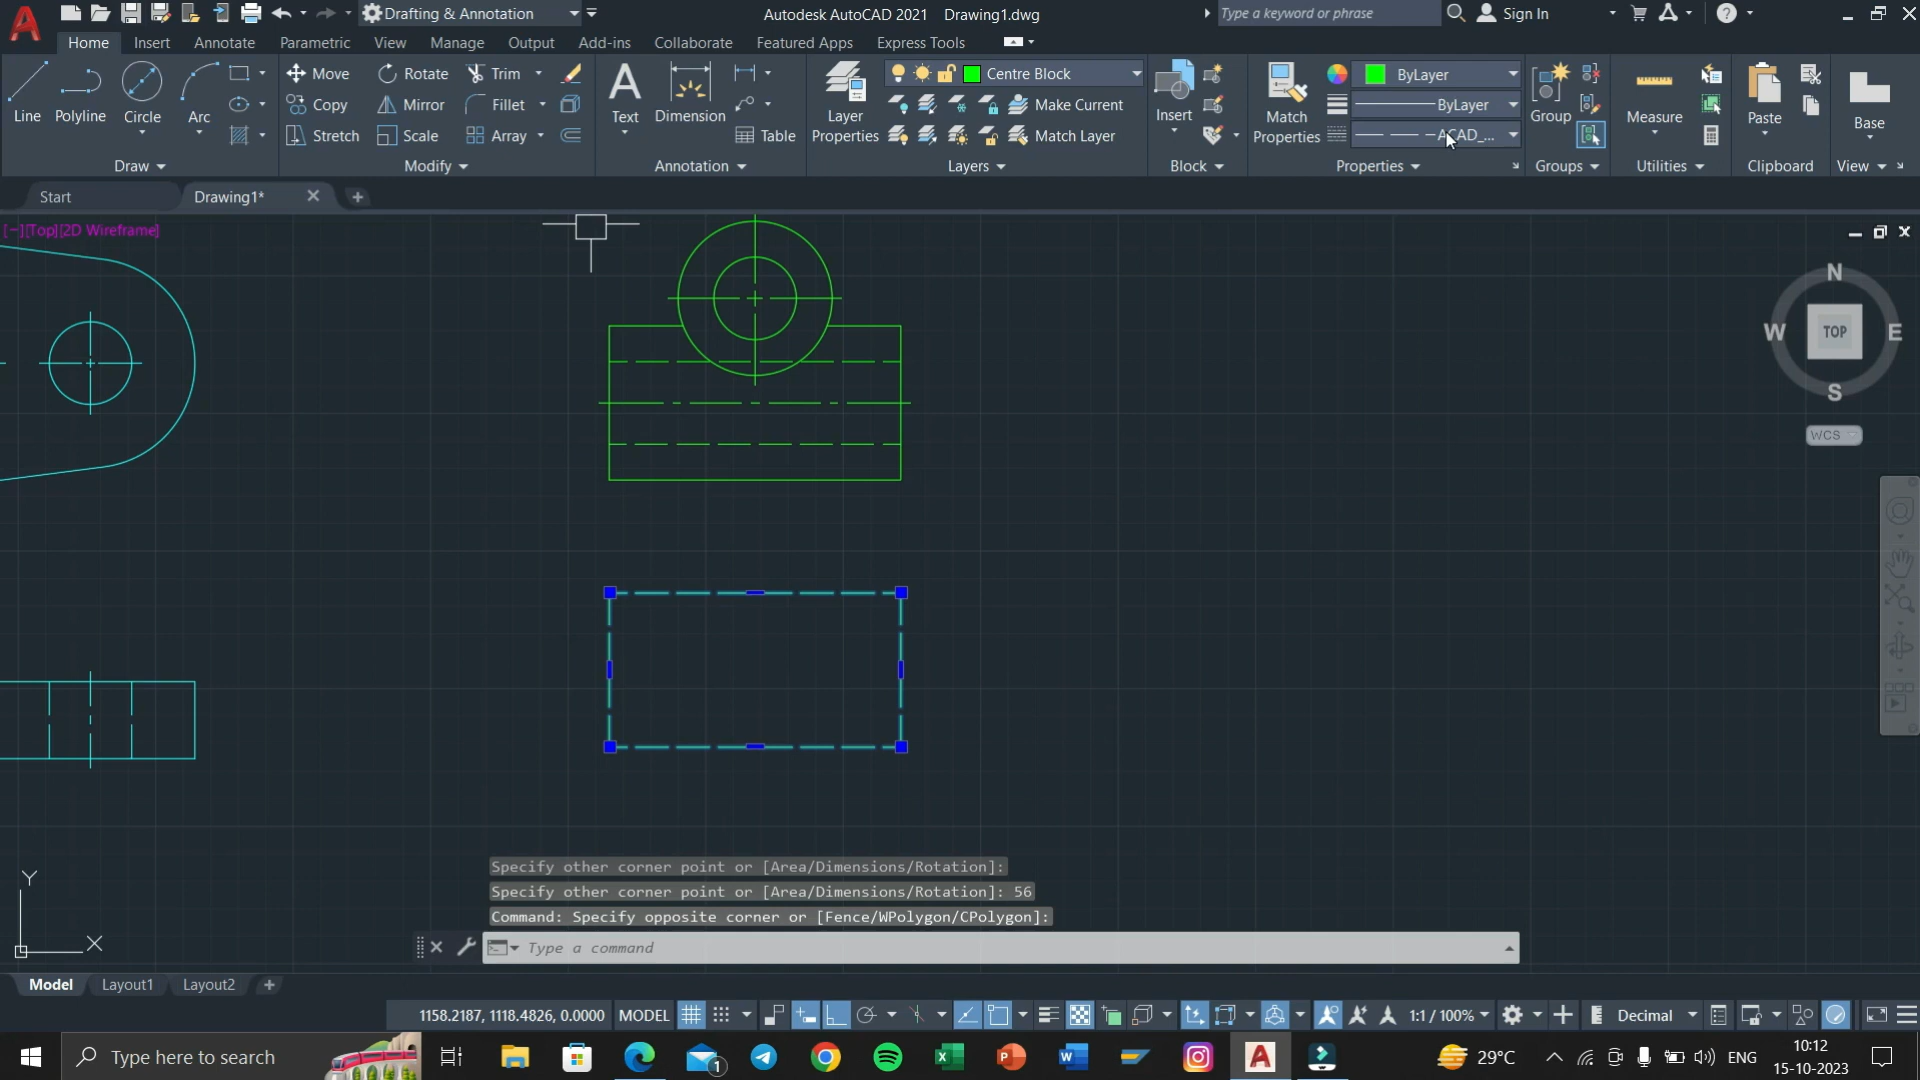 Drafting & Annotation
Autodesk AutoCAD 2021 Drawing1.dwg
Type a keyword or phrase
Sign In
Home Insert Annotate Parametric View Manage Output Add-ins Collaborate Featured Apps Express Tools
Line Polyline Circle Arc
Move Rotate Trim
Copy Mirror Fillet
Stretch Scale Array
Text Dimension Table
Layer Properties
Centre Block
Make Current
Match Layer
Insert
Match Properties
ByLayer
ByLayer
ACAD_...
Group
Measure
Paste
Base
Draw Modify Annotation Layers Block Properties Groups Utilities Clipboard View
Start Drawing1*
[−][Top][2D Wireframe]
N
W TOP E
S
WCS
Specify other corner point or [Area/Dimensions/Rotation]:
Specify other corner point or [Area/Dimensions/Rotation]: 56
Command: Specify opposite corner or [Fence/WPolygon/CPolygon]:
Type a command
Y
X
Model Layout1 Layout2
1158.2187, 1118.4826, 0.0000 MODEL 1:1 / 100% Decimal
Type here to search
1
29°C
ENG
10:12
15-10-2023